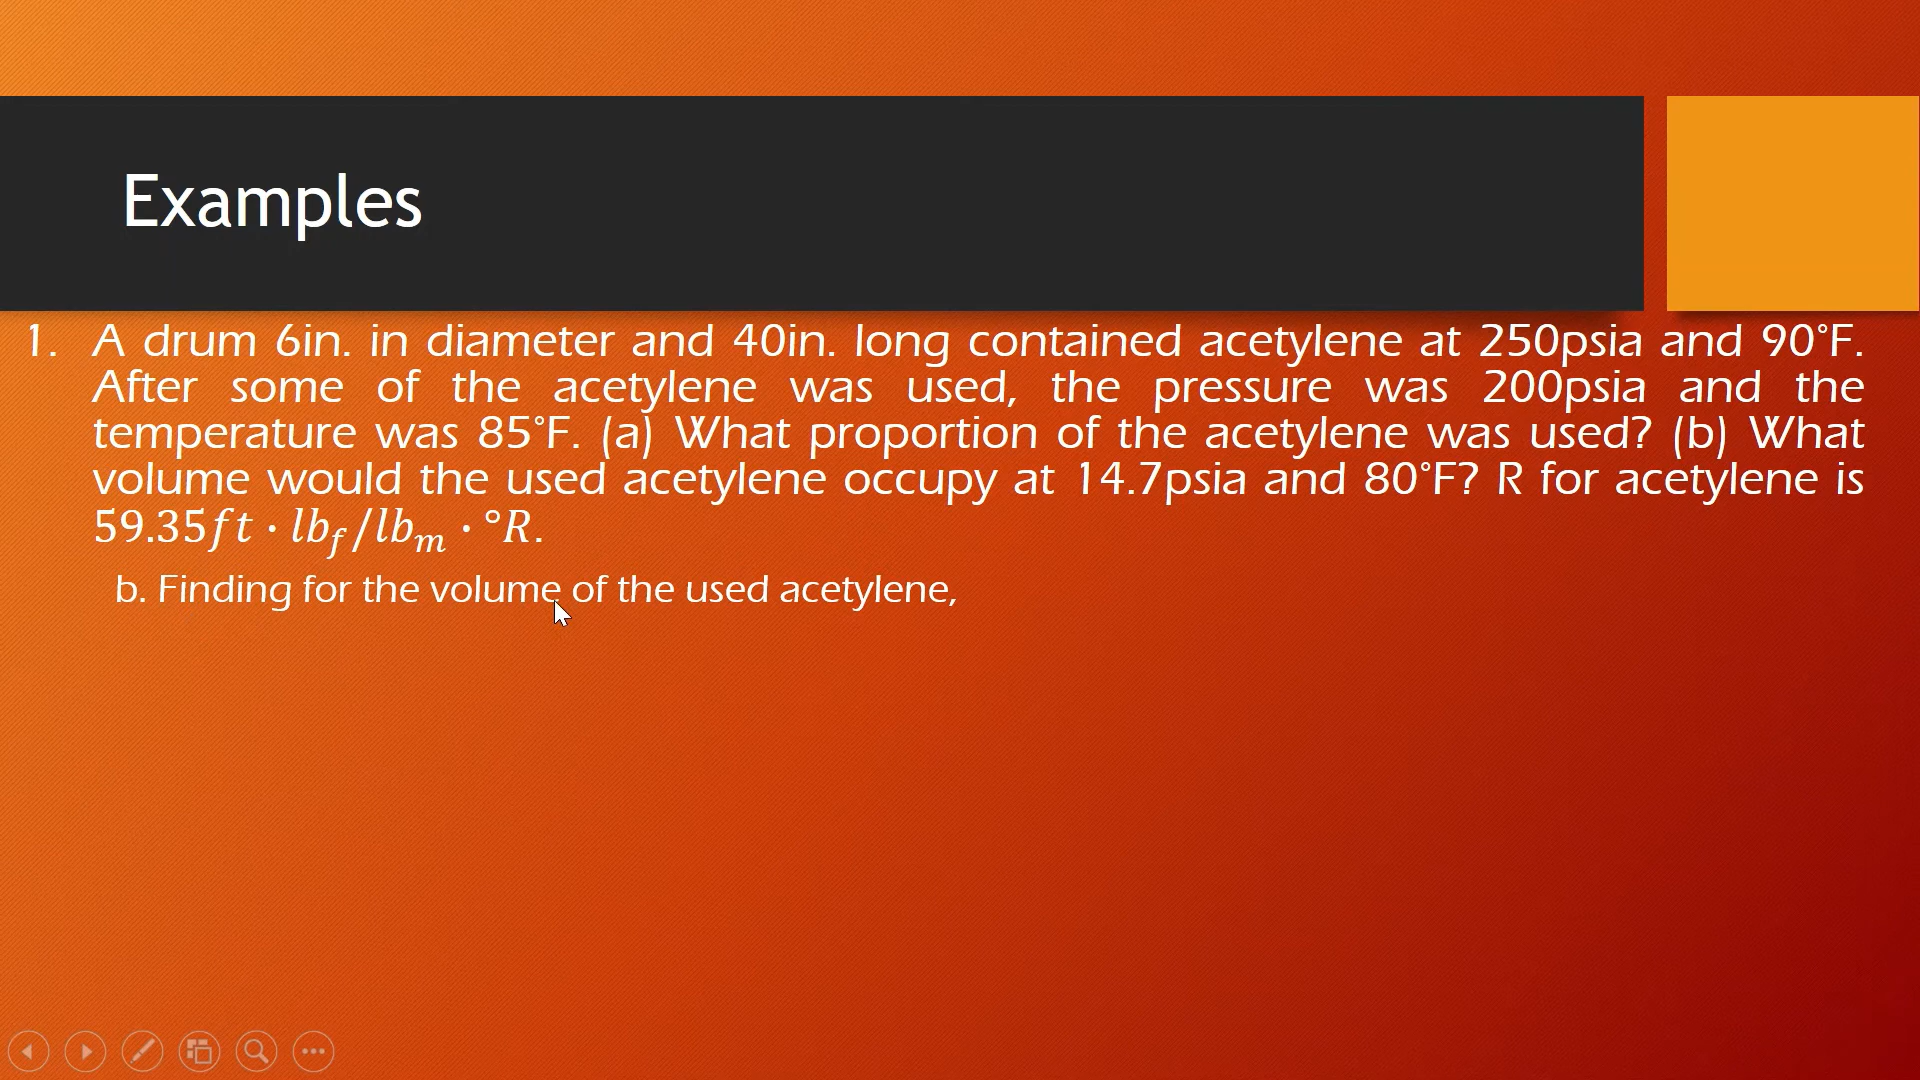 Examples
1. A drum 6in. in diameter and 40in. long contained acetylene at 250psia and 90°F.
After some of the acetylene was used, the pressure was 200psia and the
temperature was 85°F. (a) What proportion of the acetylene was used? (b) What
volume would the used acetylene occupy at 14.7psia and 80°F? R for acetylene is
59.35ft · lb_f/lb_m · °R.
b. Finding for the volume of the used acetylene,